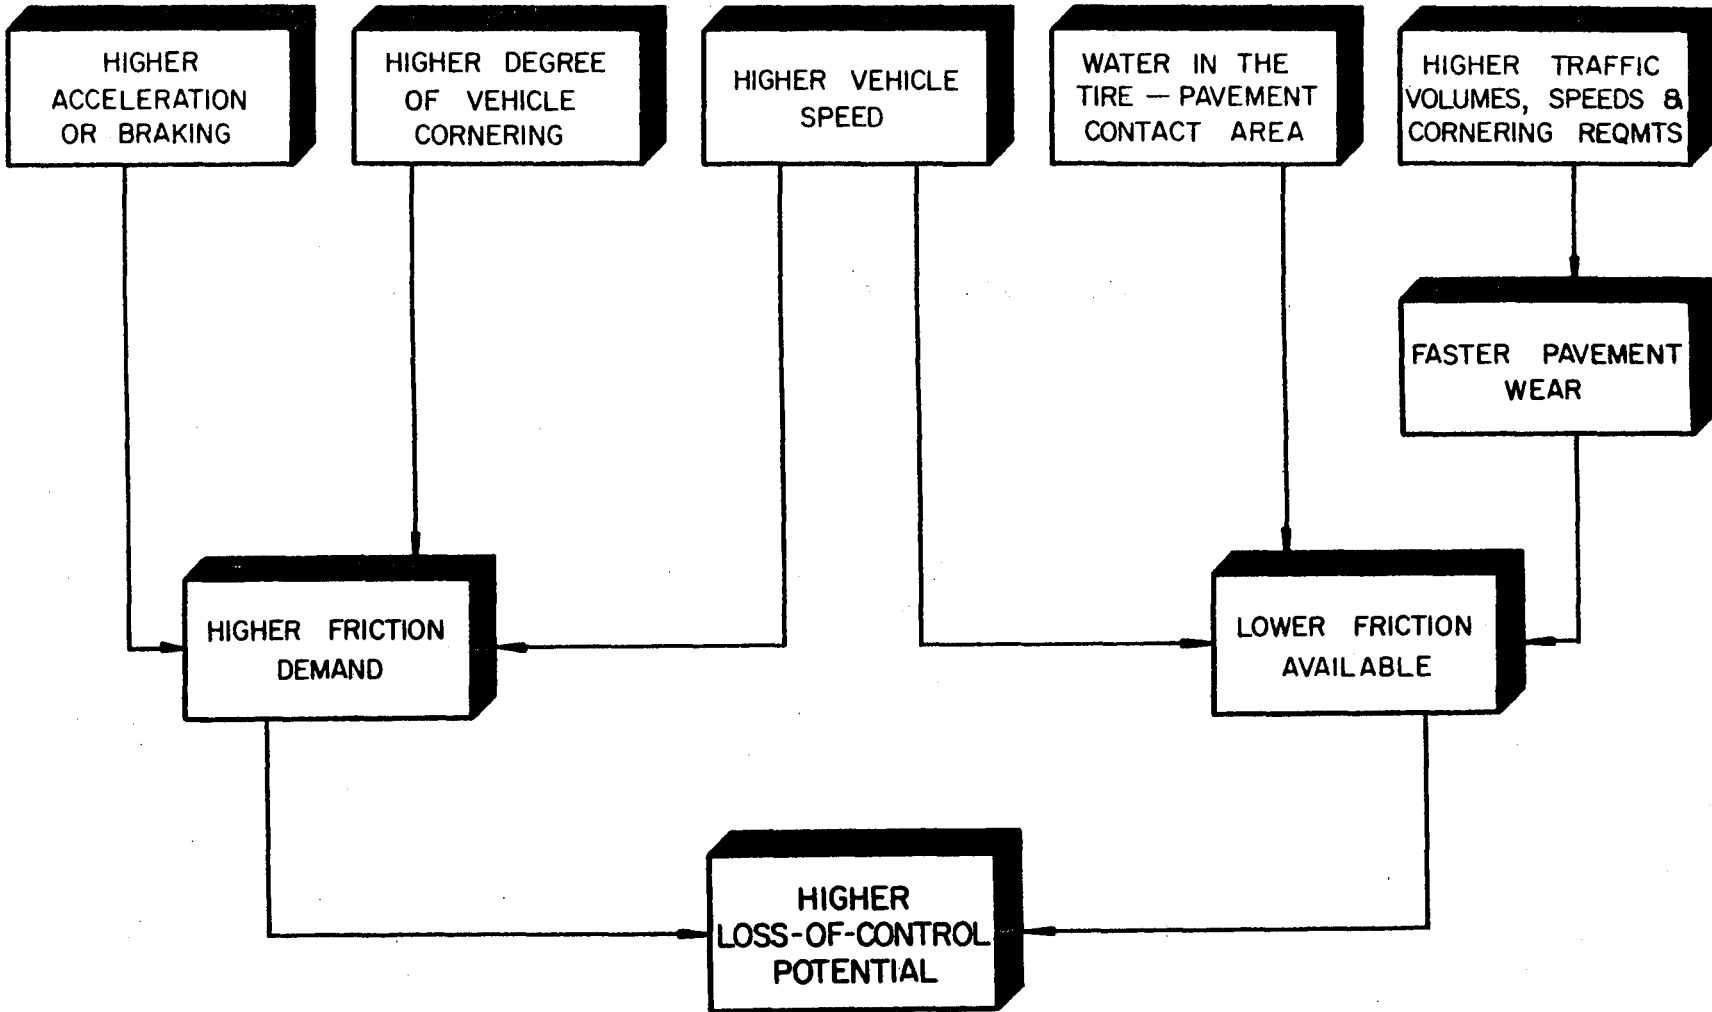 HIGHER
ACCELERATION
OR BRAKING
HIGHER DEGREE
OF VEHICLE
CORNERING
HIGHER VEHICLE
SPEED
WATER IN THE
TIRE — PAVEMENT
CONTACT AREA
HIGHER TRAFFIC
VOLUMES, SPEEDS &
CORNERING REQMTS
FASTER PAVEMENT
WEAR
HIGHER FRICTION
DEMAND
LOWER FRICTION
AVAILABLE
HIGHER
LOSS-OF-CONTROL
POTENTIAL